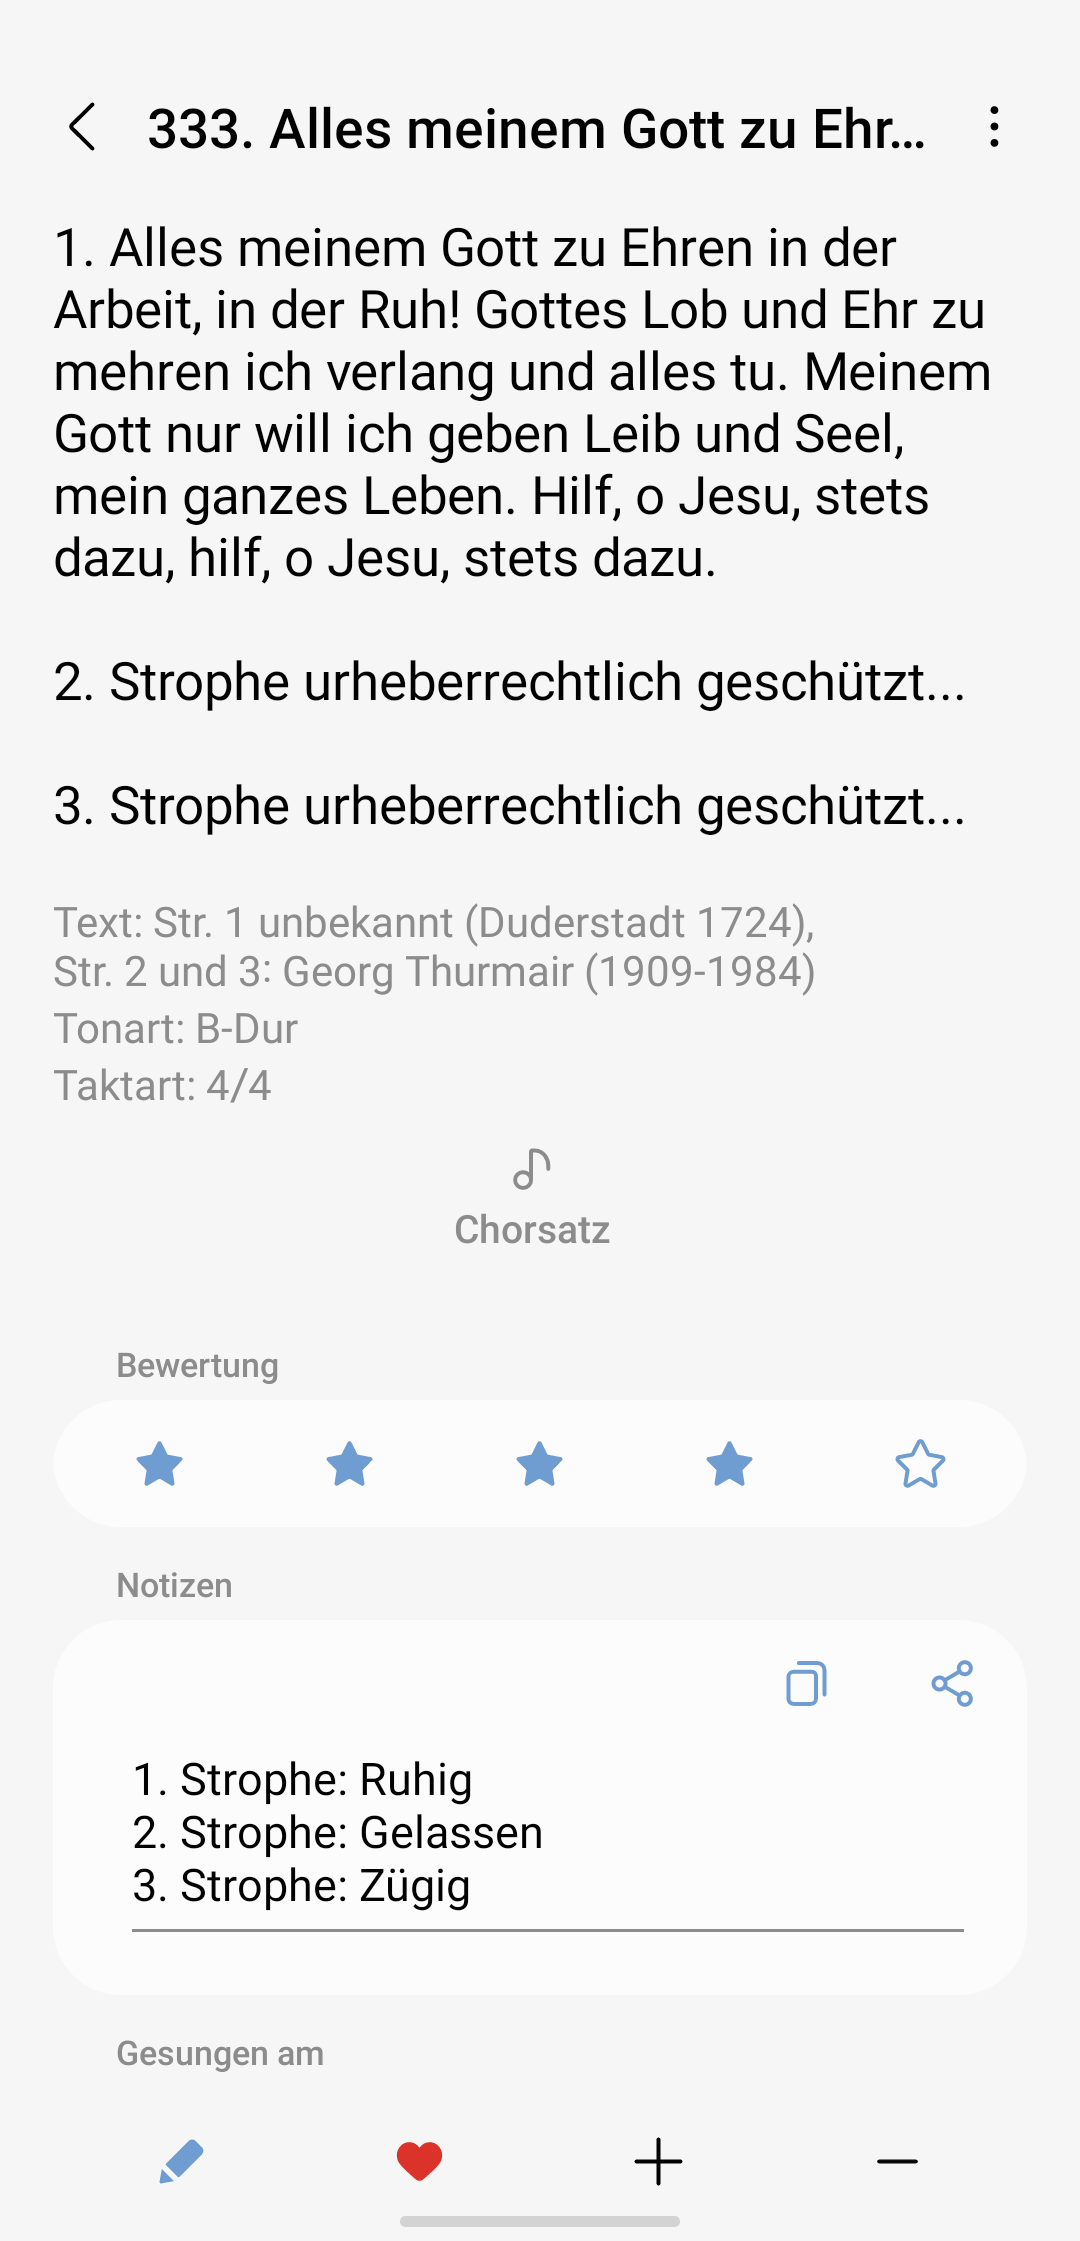 333. Alles meinem Gott zu Ehr...
1. Alles meinem Gott zu Ehren in der
Arbeit, in der Ruh! Gottes Lob und Ehr zu
mehren ich verlang und alles tu. Meinem
Gott nur will ich geben Leib und Seel,
mein ganzes Leben. Hilf, o Jesu, stets
dazu, hilf, o Jesu, stets dazu.
2. Strophe urheberrechtlich geschützt...
3. Strophe urheberrechtlich geschützt...
Text: Str. 1 unbekannt (Duderstadt 1724),
Str. 2 und 3: Georg Thurmair (1909-1984)
Tonart: B-Dur
Taktart: 4/4
Chorsatz
Bewertung
Notizen
1. Strophe: Ruhig
2. Strophe: Gelassen
3. Strophe: Zügig
Gesungen am